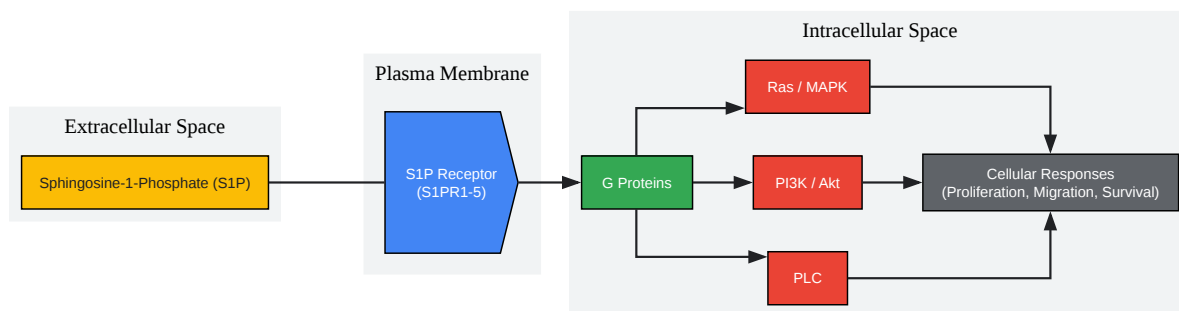 Extracellular Space
Sphingosine-1-Phosphate (S1P)
Plasma Membrane
S1P Receptor
(S1PR1-5)
Intracellular Space
G Proteins
Ras / MAPK
PI3K / Akt
PLC
Cellular Responses
(Proliferation, Migration, Survival)